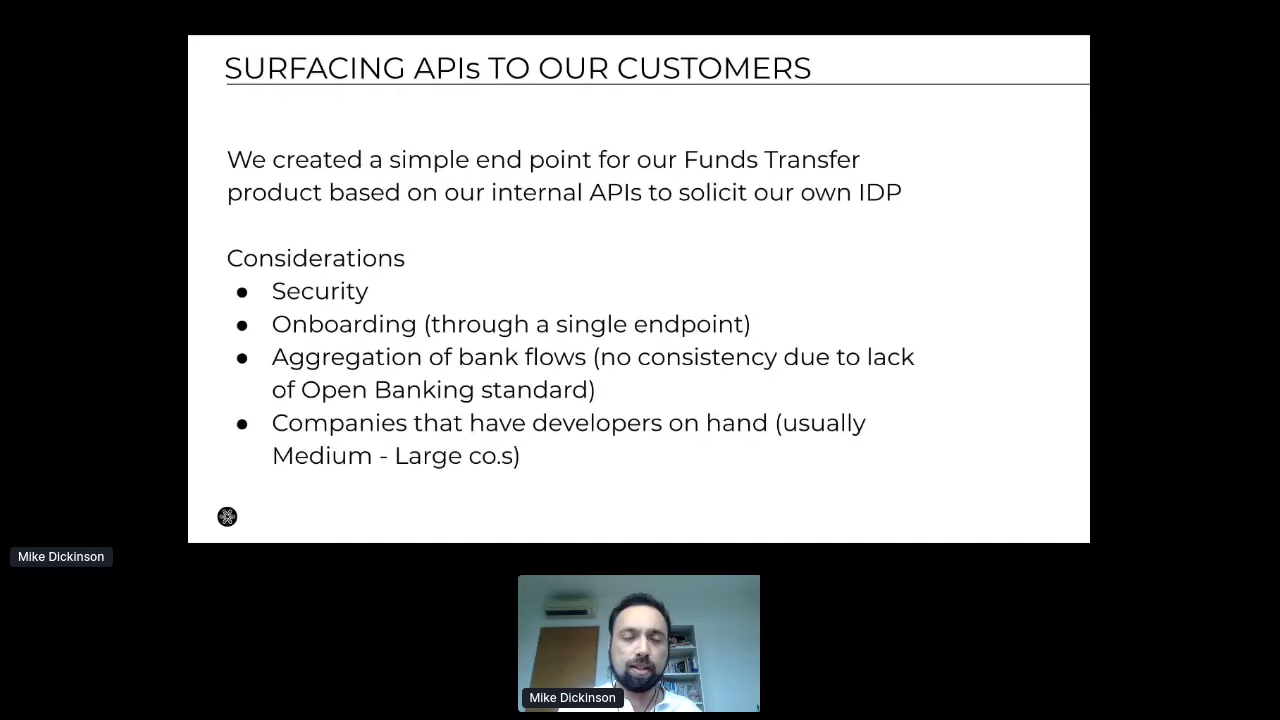 SURFACING APIs TO OUR CUSTOMERS
We created a simple end point for our Funds Transfer
product based on our internal APIs to solicit our own IDP
Considerations
● Security
● Onboarding (through a single endpoint)
● Aggregation of bank flows (no consistency due to lack
of Open Banking standard)
● Companies that have developers on hand (usually
Medium - Large co.s)
Mike Dickinson
Mike Dickinson